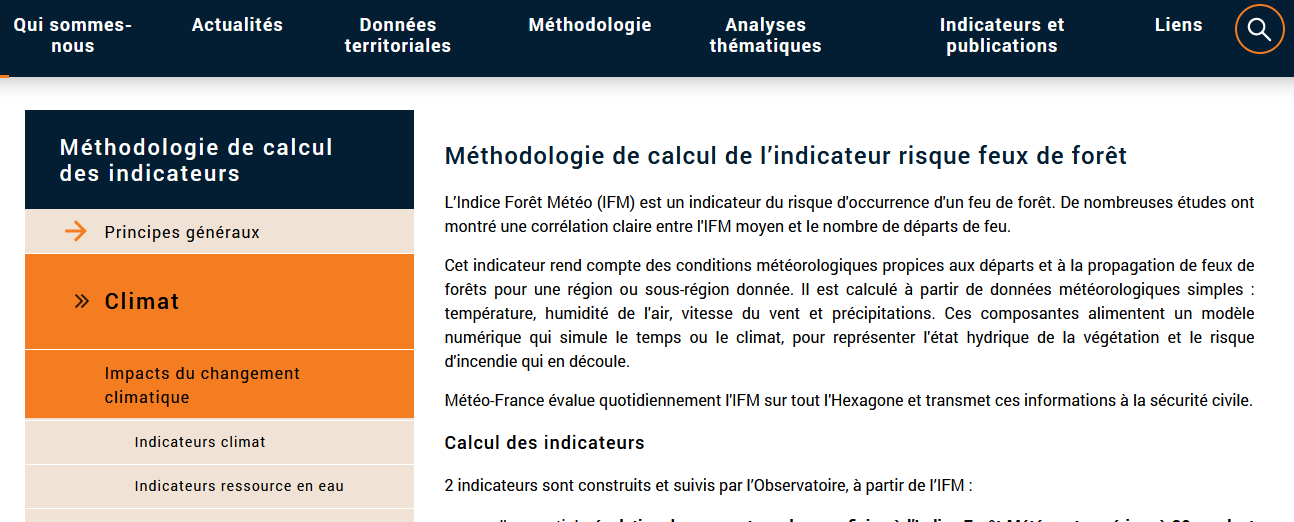 Qui sommes-
nous
Actualités
Données
territoriales
Méthodologie
Analyses
thématiques
Indicateurs et
publications
Liens
Méthodologie de calcul
des indicateurs
Principes généraux
Climat
Impacts du changement
climatique
Indicateurs climat
Indicateurs ressource en eau
Méthodologie de calcul de l’indicateur risque feux de forêt
L’Indice Forêt Météo (IFM) est un indicateur du risque d'occurrence d'un feu de forêt. De nombreuses études ont
montré une corrélation claire entre l'IFM moyen et le nombre de départs de feu.
Cet indicateur rend compte des conditions météorologiques propices aux départs et à la propagation de feux de
forêts pour une région ou sous-région donnée. Il est calculé à partir de données météorologiques simples :
température, humidité de l'air, vitesse du vent et précipitations. Ces composantes alimentent un modèle
numérique qui simule le temps ou le climat, pour représenter l'état hydrique de la végétation et le risque
d'incendie qui en découle.
Météo-France évalue quotidiennement l'IFM sur tout l'Hexagone et transmet ces informations à la sécurité civile.
Calcul des indicateurs
2 indicateurs sont construits et suivis par l’Observatoire, à partir de l’IFM :